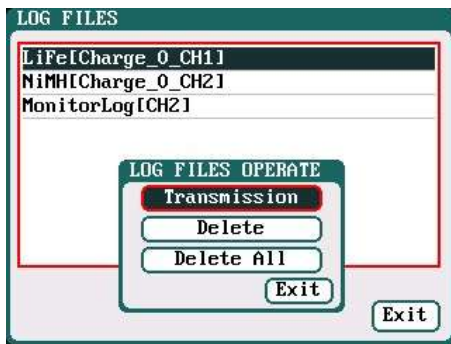 LOG FILES
LiFe[Charge_0_CH1]
NiMH[Charge_0_CH2]
MonitorLog[CH2]
LOG FILES OPERATE
Transmission
Delete
Delete All
Exit
Exit